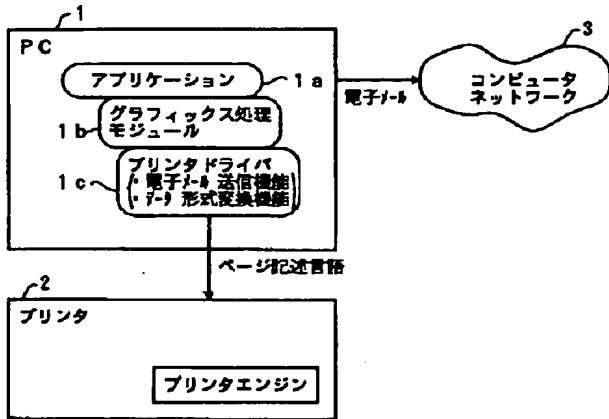 1
PC
アプリケーション
1a
グラフィックス処理
モジュール
1b
プリンタドライバ
・電子メール 送信機能
・データ 形式変換機能
1c
電子メール
3
コンピュータ
ネットワーク
ページ記述言語
2
プリンタ
プリンタエンジン